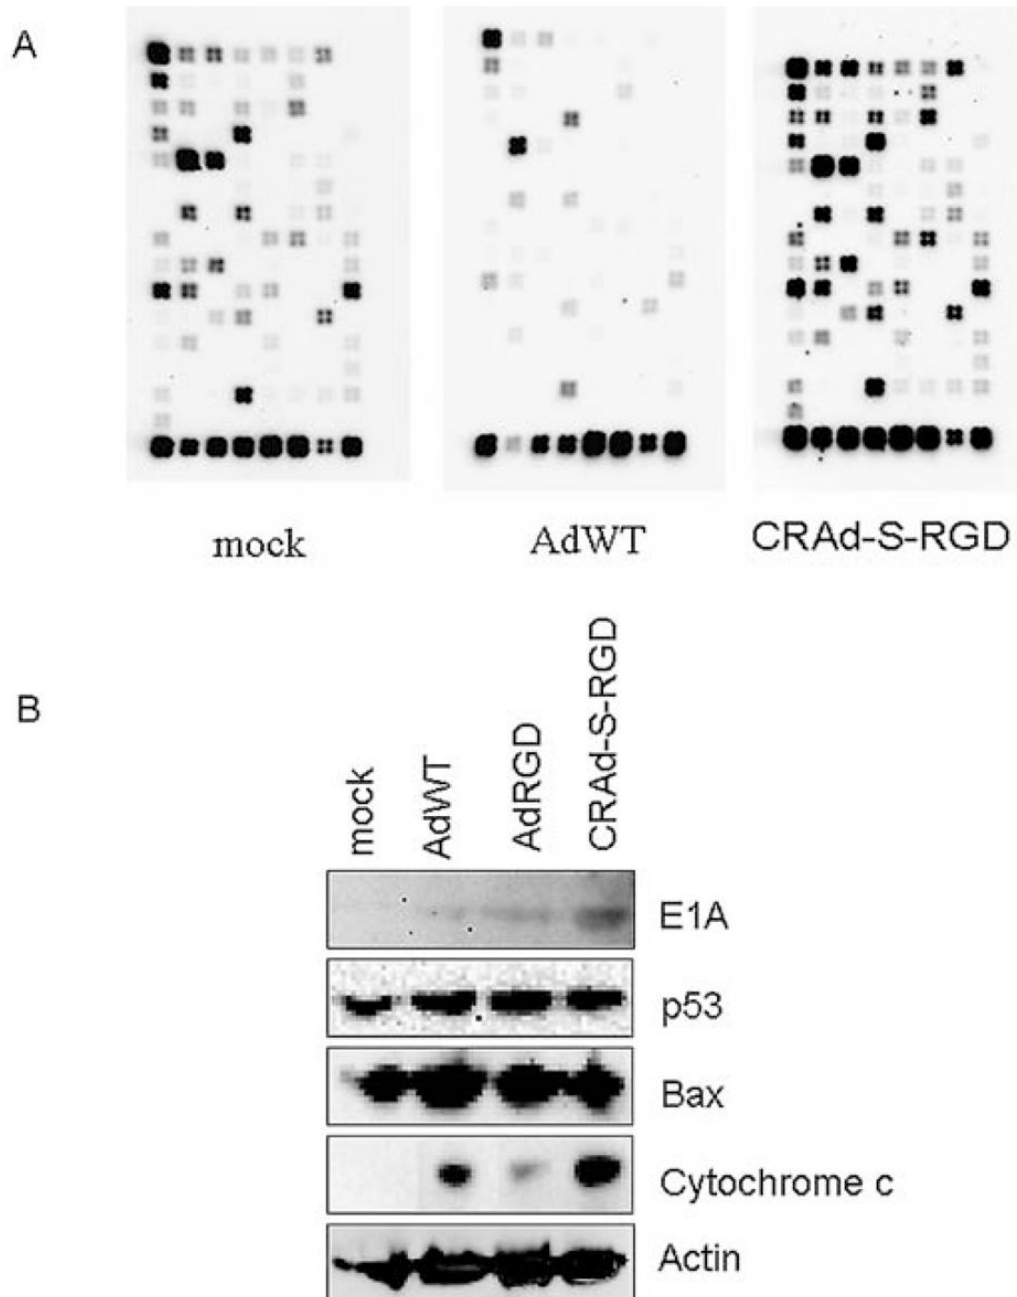 A
mock
AdWT
CRAd-S-RGD
B
mock
AdWT
AdRGD
CRAd-S-RGD
E1A
p53
Bax
Cytochrome c
Actin